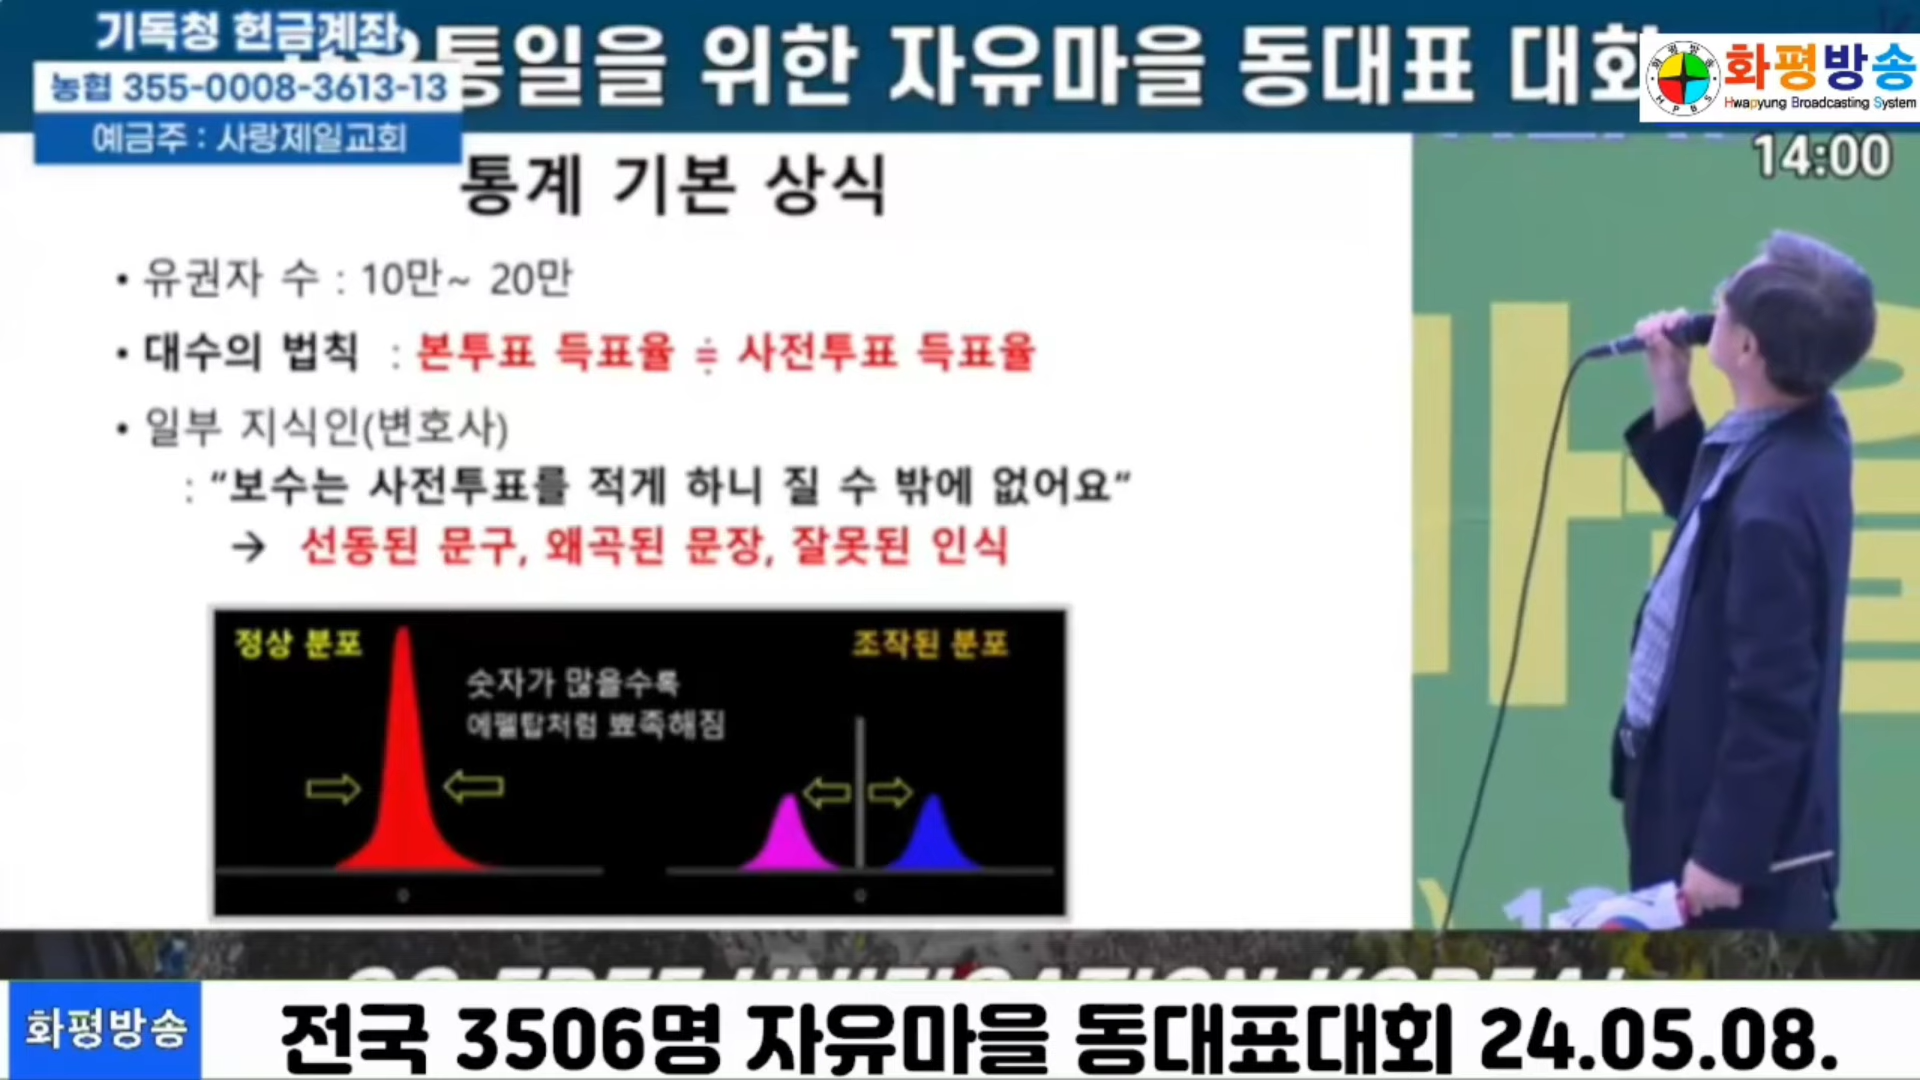 기독청 헌금계좌
농협 355-0008-3613-13
예금주 : 사랑제일교회
통일을 위한 자유마을 동대표 대회
화평방송
Hwapyung Broadcasting System
14:00
통계 기본 상식
• 유권자 수 : 10만~ 20만
• 대수의 법칙 : 본투표 득표율 ≒ 사전투표 득표율
• 일부 지식인(변호사)
: “보수는 사전투표를 적게 하니 질 수 밖에 없어요“
→ 선동된 문구, 왜곡된 문장, 잘못된 인식
정상 분포
숫자가 많을수록
에펠탑처럼 뾰족해짐
조작된 분포
0
0
마을
화평방송
전국 3506명 자유마을 동대표대회 24.05.08.